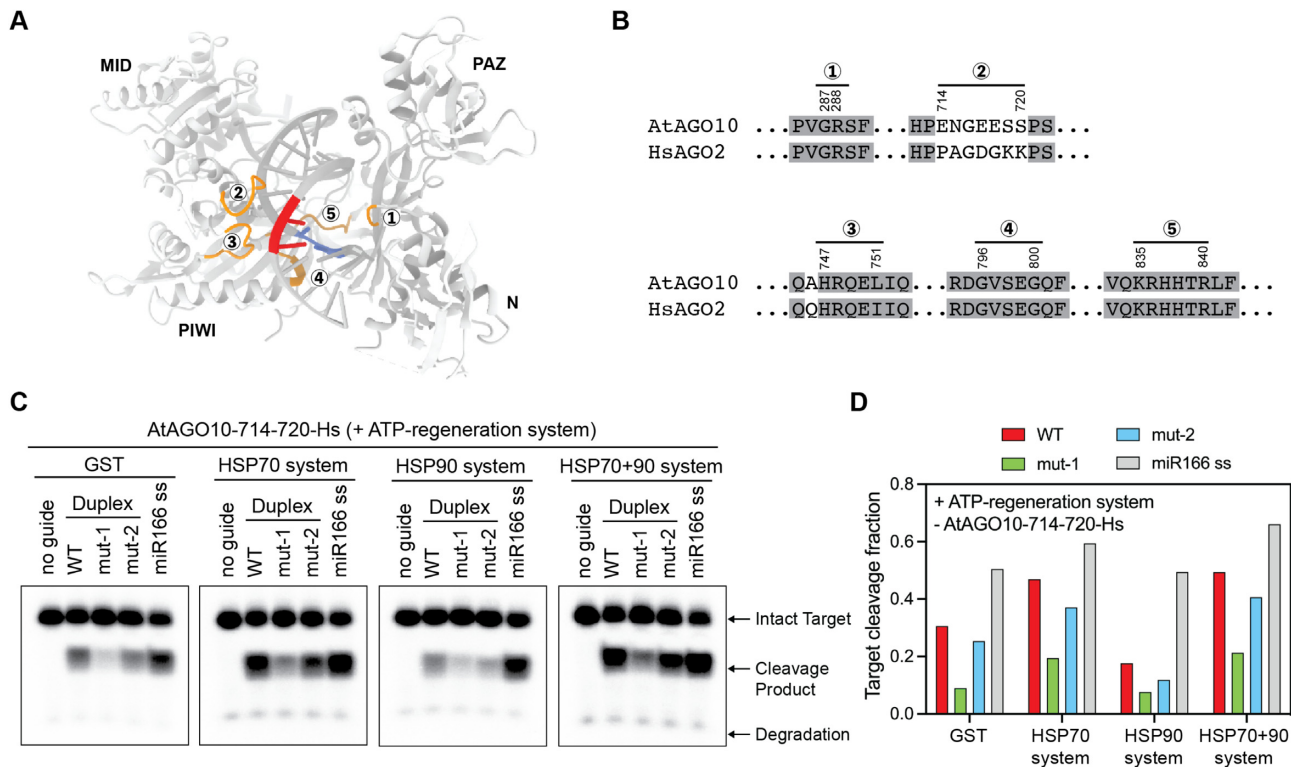 A
MID
PAZ
②
⑤
①
③
④
PIWI
N
B
① ②
287 288 714 720
AtAGO10 ...PVGRSF...HPENGEESSPS...
HsAGO2 ...PVGRSF...HPPAGDGKKPS...
③ ④ ⑤
747 751 796 800 835 840
AtAGO10 ...QAHRQELIQ...RDGVSEGQF...VQKRHHTRLF...
HsAGO2 ...QQHRQEIIQ...RDGVSEGQF...VQKRHHTRLF...
C
AtAGO10-714-720-Hs (+ ATP-regeneration system)
GST HSP70 system HSP90 system HSP70+90 system
Duplex Duplex Duplex Duplex
no guide WT mut-1 mut-2 miR166 ss no guide WT mut-1 mut-2 miR166 ss no guide WT mut-1 mut-2 miR166 ss no guide WT mut-1 mut-2 miR166 ss
Intact Target
Cleavage
Product
Degradation
D
WT mut-2
mut-1 miR166 ss
+ ATP-regeneration system
- AtAGO10-714-720-Hs
Target cleavage fraction
0.8
0.6
0.4
0.2
0.0
GST HSP70 HSP90 HSP70+90
system system system